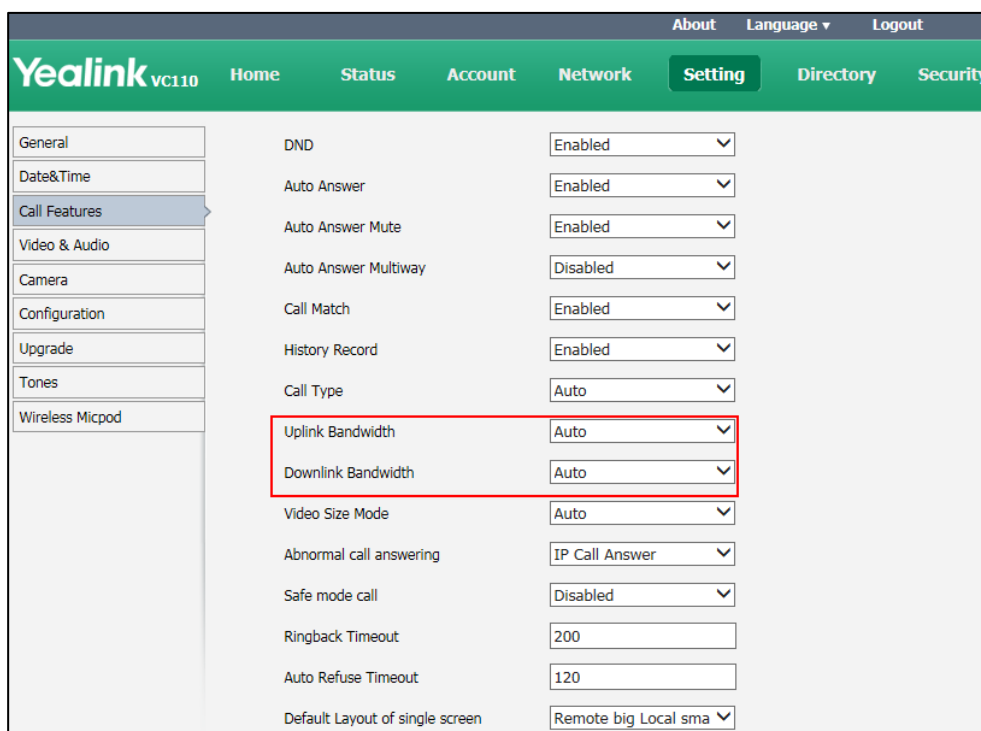 About Language ▾ Logout
Yealink VC110 Home Status Account Network Setting Directory Security
General
Date&Time
Call Features
Video & Audio
Camera
Configuration
Upgrade
Tones
Wireless Micpod
DND Enabled
Auto Answer Enabled
Auto Answer Mute Enabled
Auto Answer Multiway Disabled
Call Match Enabled
History Record Enabled
Call Type Auto
Uplink Bandwidth Auto
Downlink Bandwidth Auto
Video Size Mode Auto
Abnormal call answering IP Call Answer
Safe mode call Disabled
Ringback Timeout 200
Auto Refuse Timeout 120
Default Layout of single screen Remote big Local sma